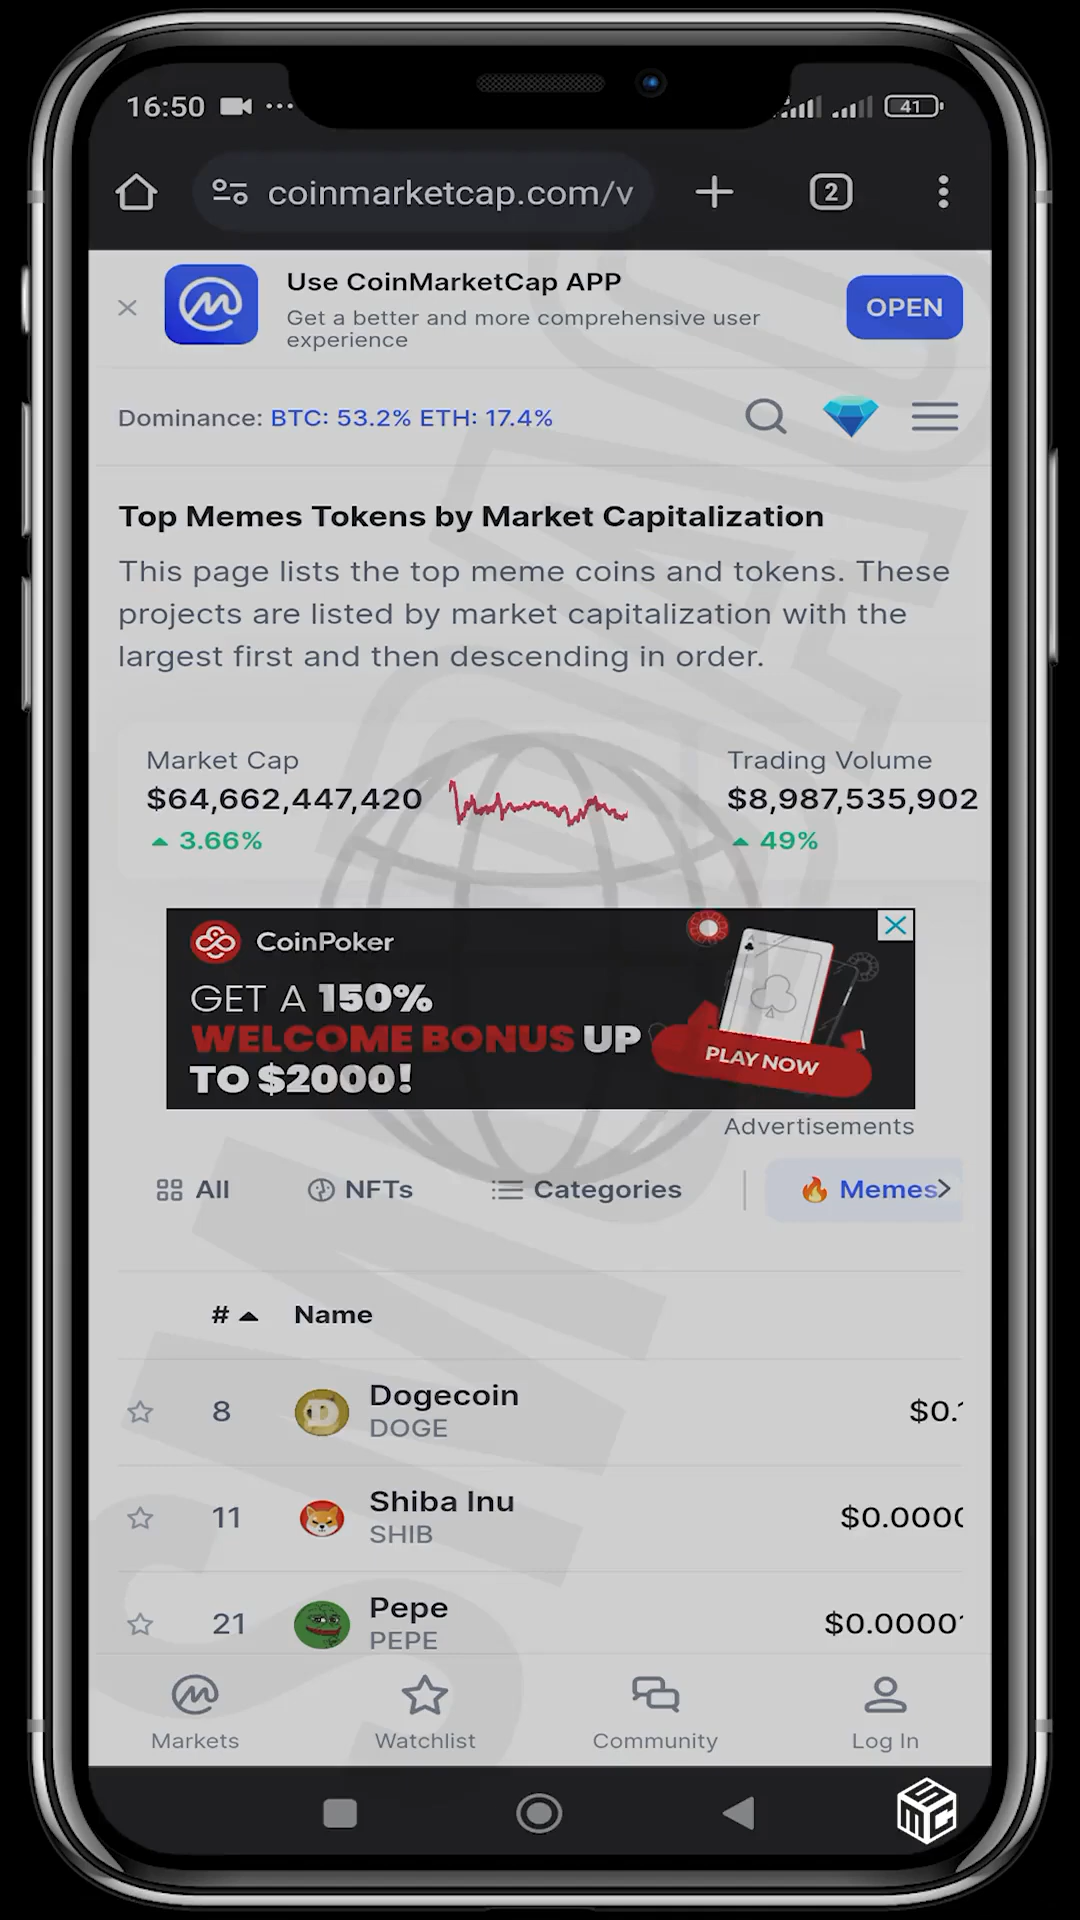 16:50
41
coinmarketcap.com/v
2
Use CoinMarketCap APP
Get a better and more comprehensive user
experience
OPEN
Dominance: BTC: 53.2% ETH: 17.4%
Top Memes Tokens by Market Capitalization
This page lists the top meme coins and tokens. These
projects are listed by market capitalization with the
largest first and then descending in order.
Market Cap
Trading Volume
$64,662,447,420
$8,987,535,902
3.66%
49%
CoinPoker
GET A 150%
WELCOME BONUS UP
TO $2000!
PLAY NOW
Advertisements
All
NFTs
Categories
Memes
#
Name
8
Dogecoin
DOGE
11
Shiba Inu
SHIB
$0.000
21
Pepe
PEPE
$0.0000
Markets
Watchlist
Community
Log In